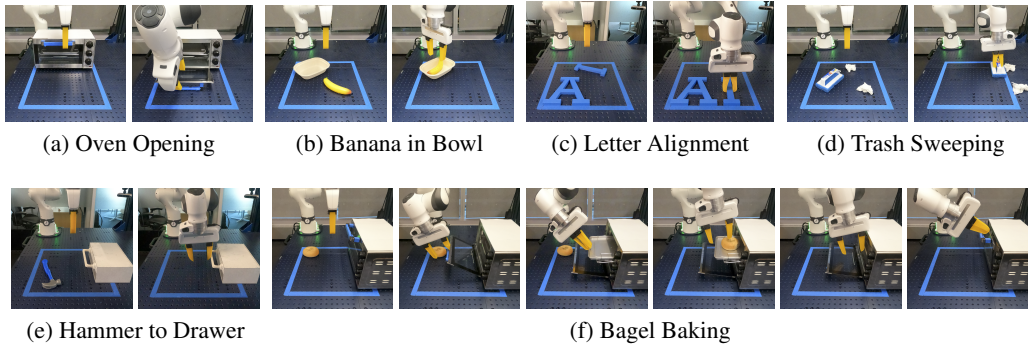 (a) Oven Opening
(b) Banana in Bowl
(c) Letter Alignment
(d) Trash Sweeping
(e) Hammer to Drawer
(f) Bagel Baking
A
A I